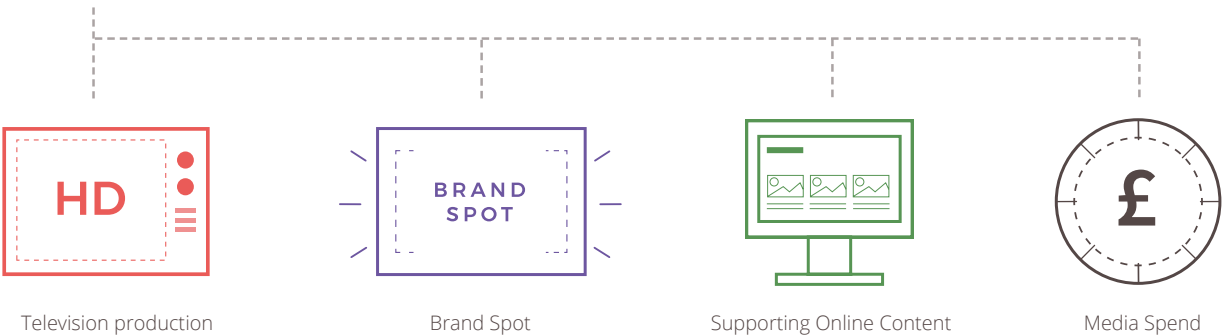 HD
BRAND
SPOT
£
Television production
Brand Spot
Supporting Online Content
Media Spend